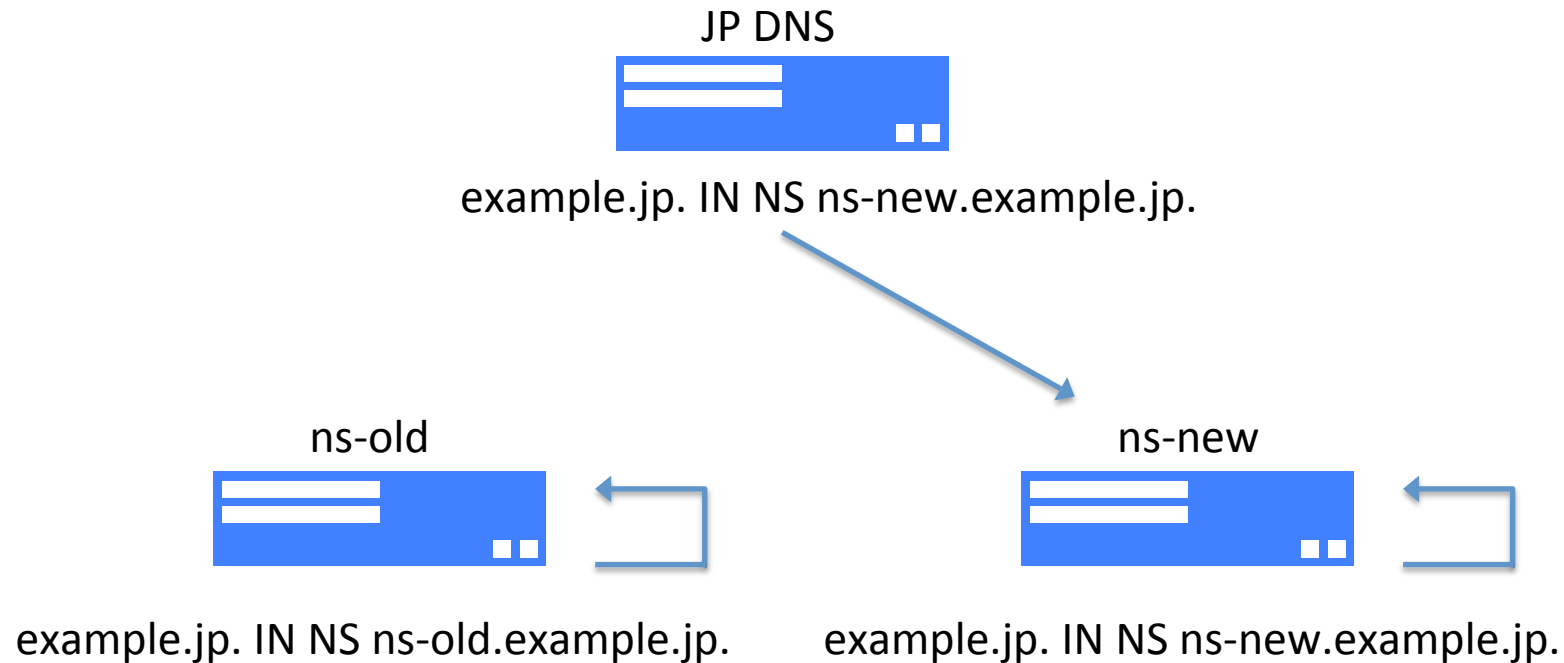 JP DNS
example.jp. IN NS ns-new.example.jp.
ns-old
ns-new
example.jp. IN NS ns-old.example.jp.
example.jp. IN NS ns-new.example.jp.